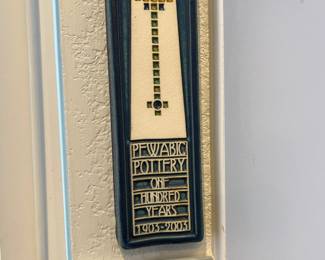 PEWABIC
POTTERY
ONE
HUNDRED
YEARS
1903-2003